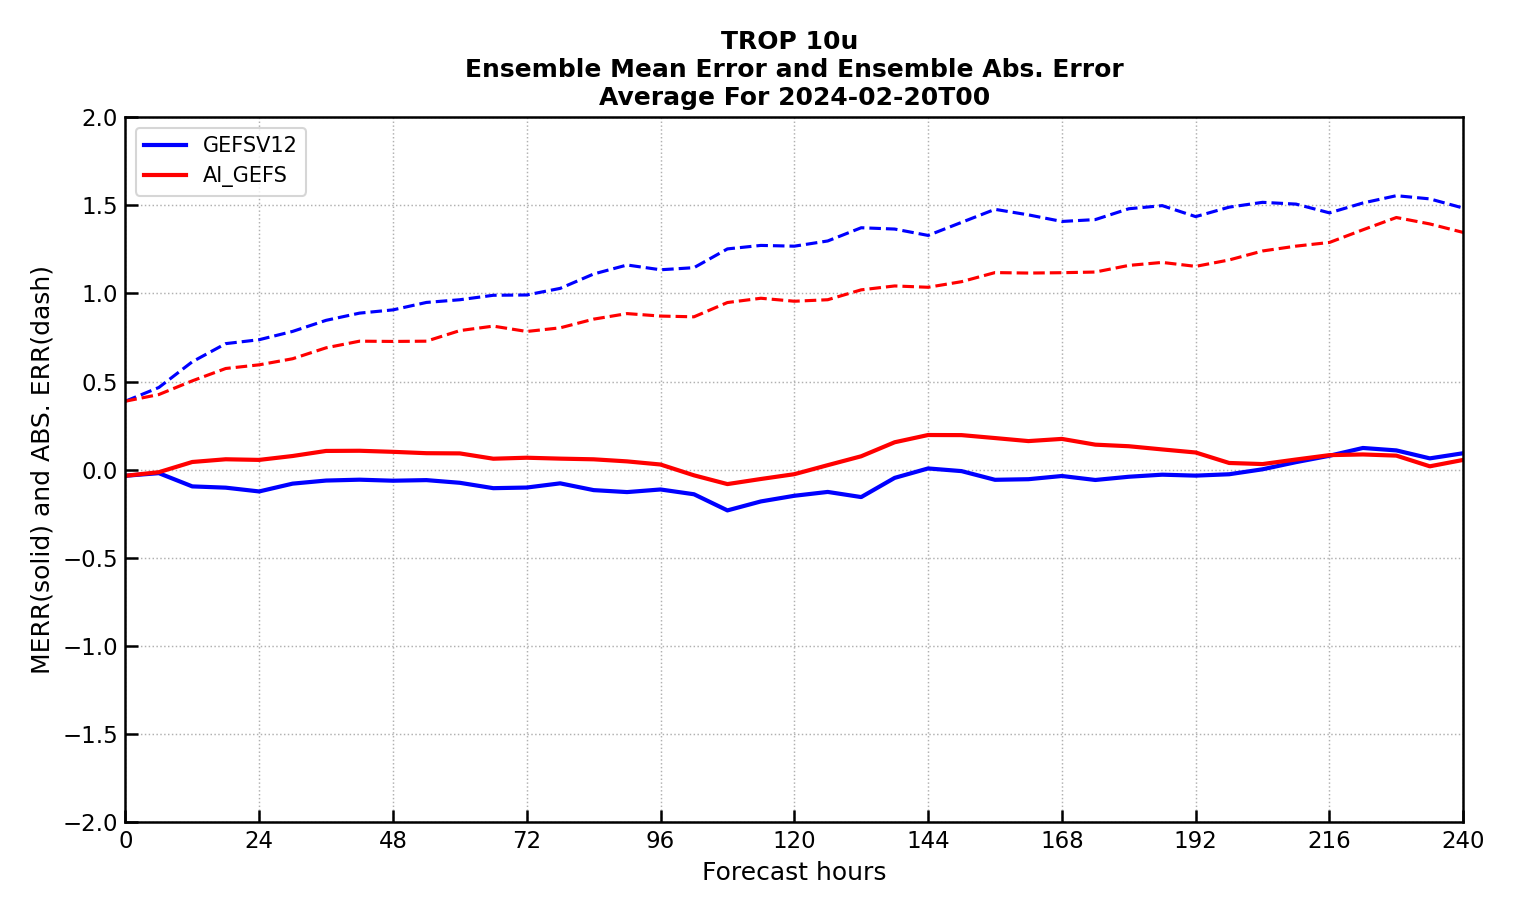 TROP 10u
Ensemble Mean Error and Ensemble Abs. Error
Average For 2024-02-20T00
GEFSV12
AI_GEFS
MERR(solid) and ABS. ERR(dash)
2.0
1.5
1.0
0.5
0.0
−0.5
−1.0
−1.5
−2.0
0 24 48 72 96 120 144 168 192 216 240
Forecast hours